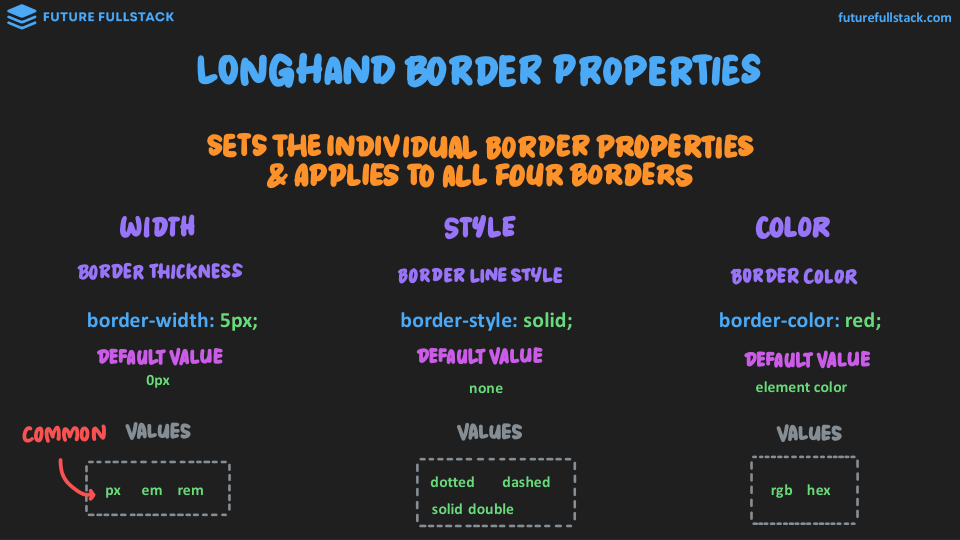 FUTURE FULLSTACK
futurefullstack.com
LONGHAND BORDER PROPERTIES
SETS THE INDIVIDUAL BORDER PROPERTIES
& APPLIES TO ALL FOUR BORDERS
WIDTH
BORDER THICKNESS
border-width: 5px;
DEFAULT VALUE
0px
COMMON VALUES
px em rem
STYLE
BORDER LINE STYLE
border-style: solid;
DEFAULT VALUE
none
VALUES
dotted dashed
solid double
COLOR
BORDER COLOR
border-color: red;
DEFAULT VALUE
element color
VALUES
rgb hex